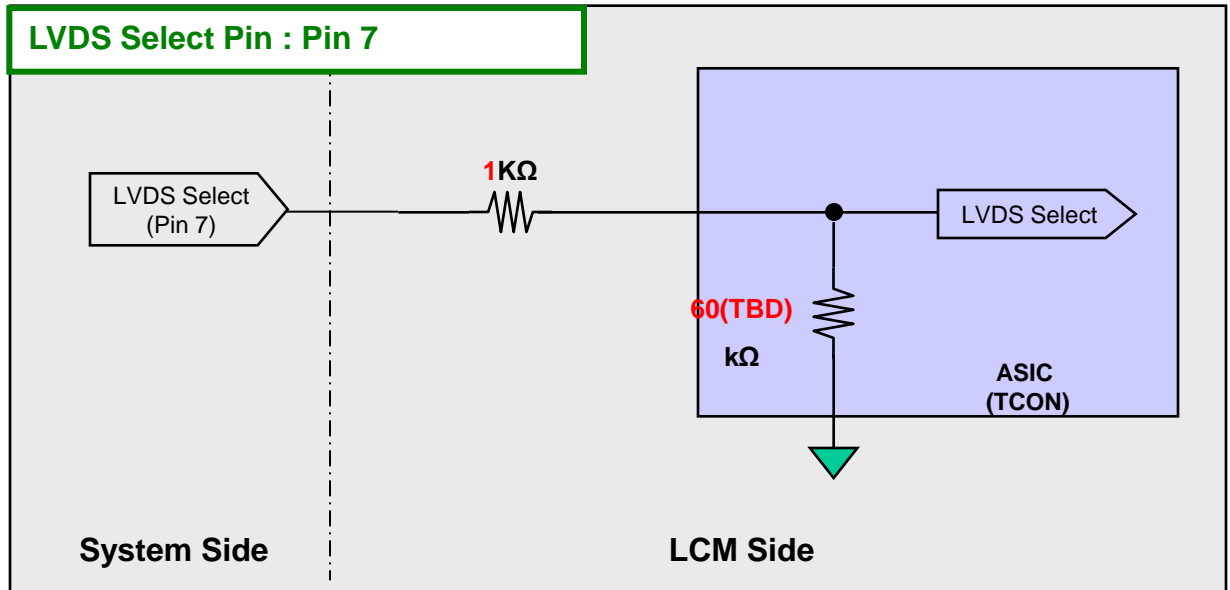 LVDS Select Pin : Pin 7
1KΩ
LVDS Select
(Pin 7)
LVDS Select
60(TBD)
kΩ
ASIC
(TCON)
System Side
LCM Side